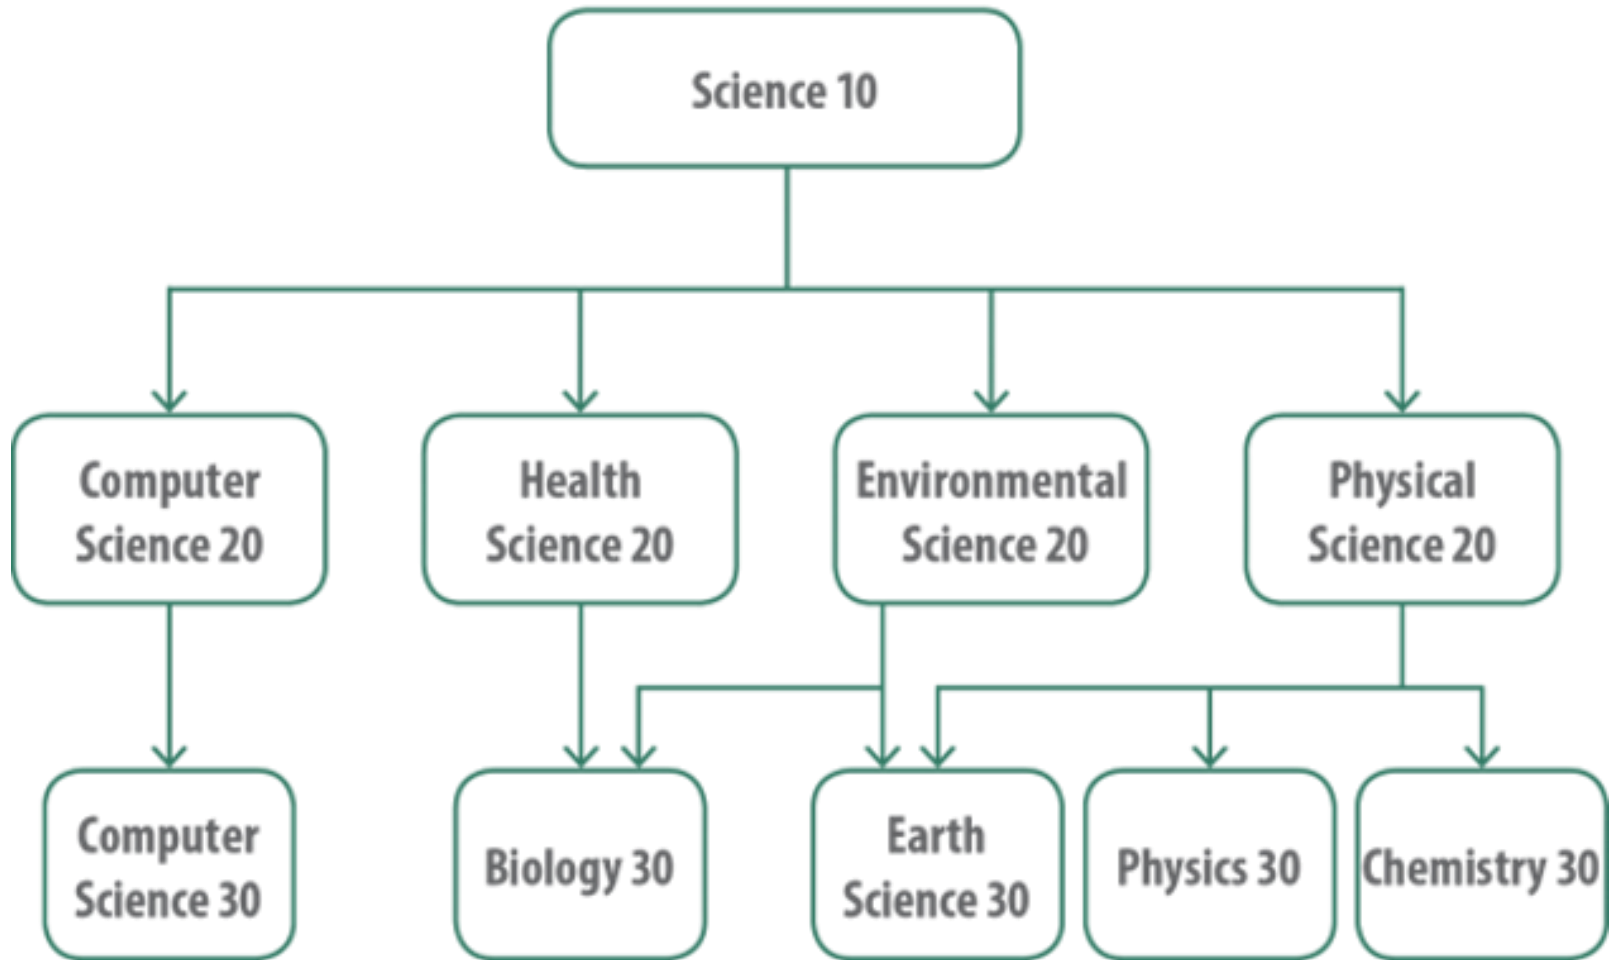 Science 10
Computer
Science 20
Health
Science 20
Environmental
Science 20
Physical
Science 20
Computer
Science 30
Biology 30
Earth
Science 30
Physics 30
Chemistry 30